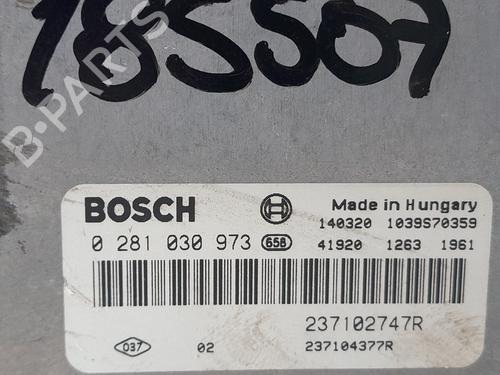 185507
B-PARTS
BOSCH
Made in Hungary
140320 1039S70359
0 281 030 973 658
41920 1263 1961
237102747R
037 02 237104377R